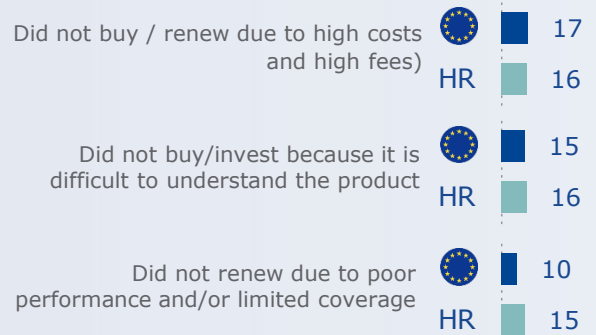 Did not buy / renew due to high costs
and high fees)
17
HR 16
Did not buy/invest because it is
difficult to understand the product
15
HR 16
Did not renew due to poor
performance and/or limited coverage
10
HR 15